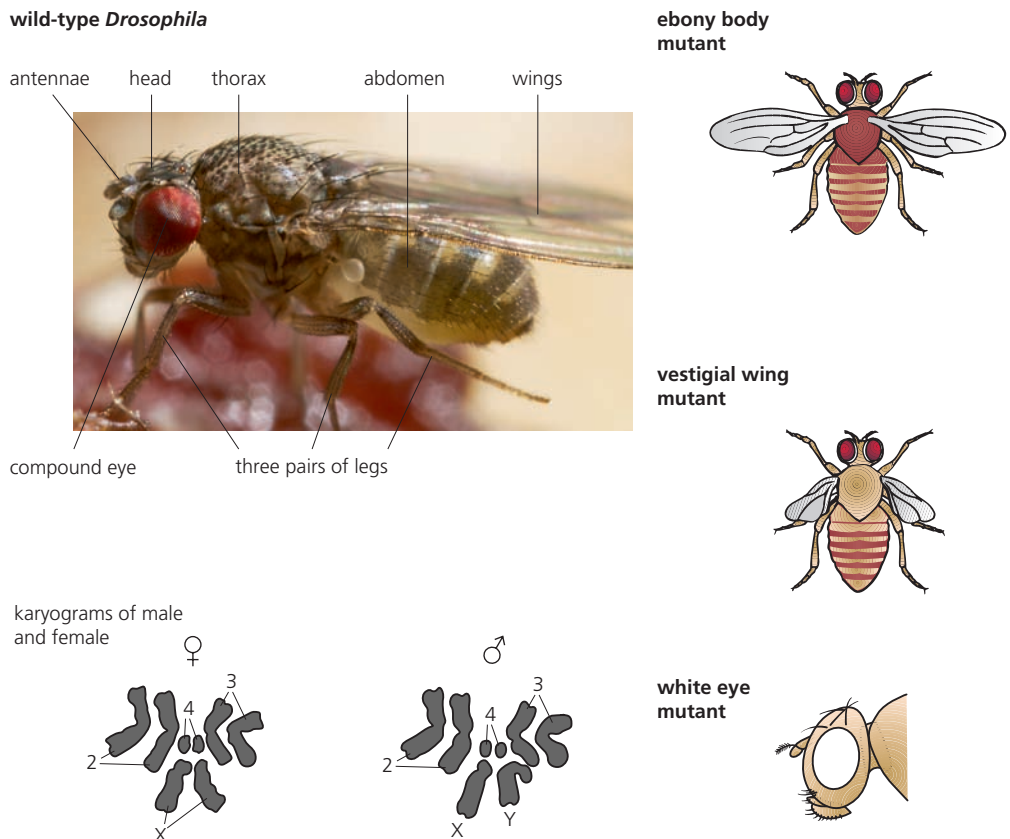 wild-type Drosophila
antennae
head
thorax
abdomen
wings
compound eye
three pairs of legs
ebony body
mutant
vestigial wing
mutant
karyograms of male
and female
♀
3
4
2
X
♂
3
4
2
X
Y
white eye
mutant